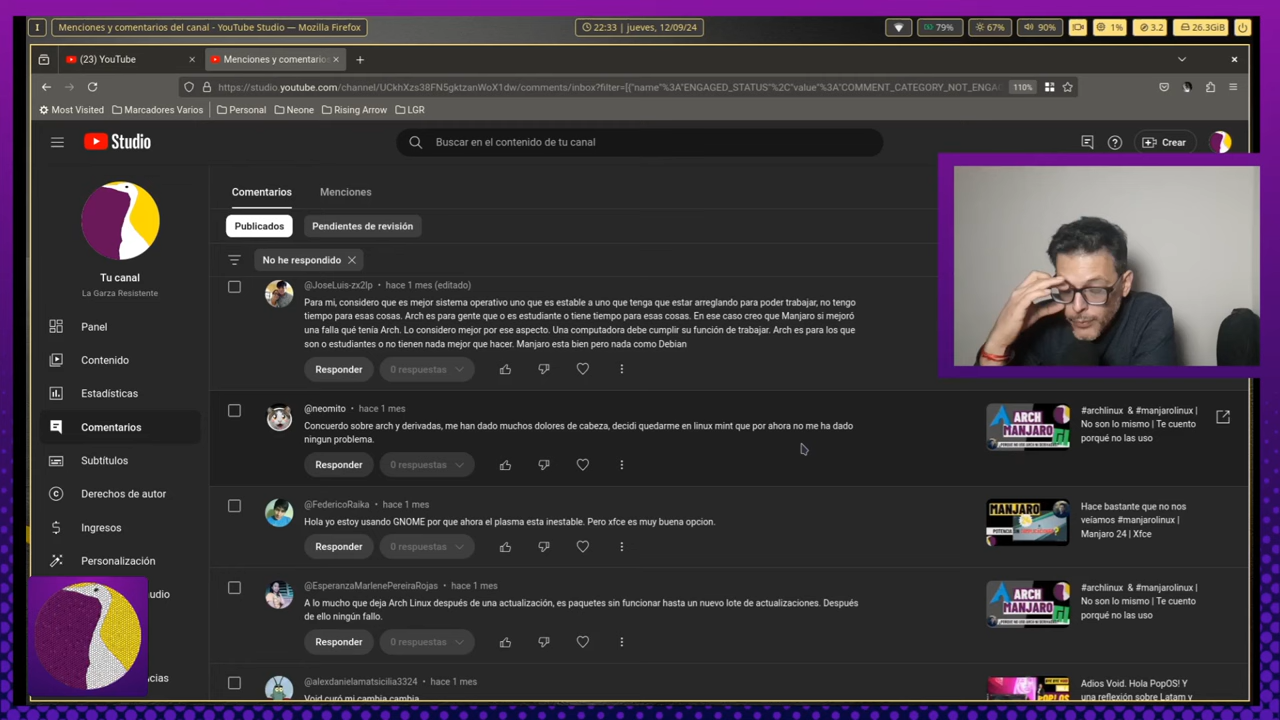 I
Menciones y comentarios del canal - YouTube Studio — Mozilla Firefox
22:33 | jueves, 12/09/24
79%
67%
90%
1%
3.2
26.3GiB
(23) YouTube
Menciones y comentario
https://studio.youtube.com/channel/UCkhXzs38FN5gktzanWoX1dw/comments/inbox?filter=[{"name"%3A"ENGAGED_STATUS"%2C"value"%3A"COMMENT_CATEGORY_NOT_ENGA
110%
Most Visited
Marcadores Varios
Personal
Neone
Rising Arrow
LGR
Studio
Buscar en el contenido de tu canal
Crear
Tu canal
La Garza Resistente
Panel
Contenido
Estadísticas
Comentarios
Subtítulos
Derechos de autor
Ingresos
Personalización
Comentarios
Menciones
Publicados
Pendientes de revisión
No he respondido
@JoseLuis-zx2lp • hace 1 mes (editado)
Para mi, considero que es mejor sistema operativo uno que es estable a uno que tenga que estar arreglando para poder trabajar, no tengo
tiempo para esas cosas. Arch es para gente que o es estudiante o tiene tiempo para esas cosas. En ese caso creo que Manjaro si mejoró
una falla qué tenía Arch. Lo considero mejor por ese aspecto. Una computadora debe cumplir su función de trabajar. Arch es para los que
son o estudiantes o no tienen nada mejor que hacer. Manjaro esta bien pero nada como Debian
Responder
0 respuestas
@neomito • hace 1 mes
Concuerdo sobre arch y derivadas, me han dado muchos dolores de cabeza, decidi quedarme en linux mint que por ahora no me ha dado
ningun problema.
Responder
0 respuestas
ARCH
MANJARO
#archlinux & #manjarolinux |
No son lo mismo | Te cuento
porqué no las uso
@FedericoRaika • hace 1 mes
Hola yo estoy usando GNOME por que ahora el plasma esta inestable. Pero xfce es muy buena opcion.
Responder
0 respuestas
MANJARO
Hace bastante que no nos
veíamos #manjarolinux |
Manjaro 24 | Xfce
@EsperanzaMarlenePereiraRojas • hace 1 mes
A lo mucho que deja Arch Linux después de una actualización, es paquetes sin funcionar hasta un nuevo lote de actualizaciones. Después
de ello ningún fallo.
Responder
0 respuestas
ARCH
MANJARO
#archlinux & #manjarolinux |
No son lo mismo | Te cuento
porqué no las uso
@alexdanielamatsicilia3324 • hace 1 mes
Void curó mi cambia cambia
Adios Void. Hola PopOS! Y
una reflexión sobre Latam y